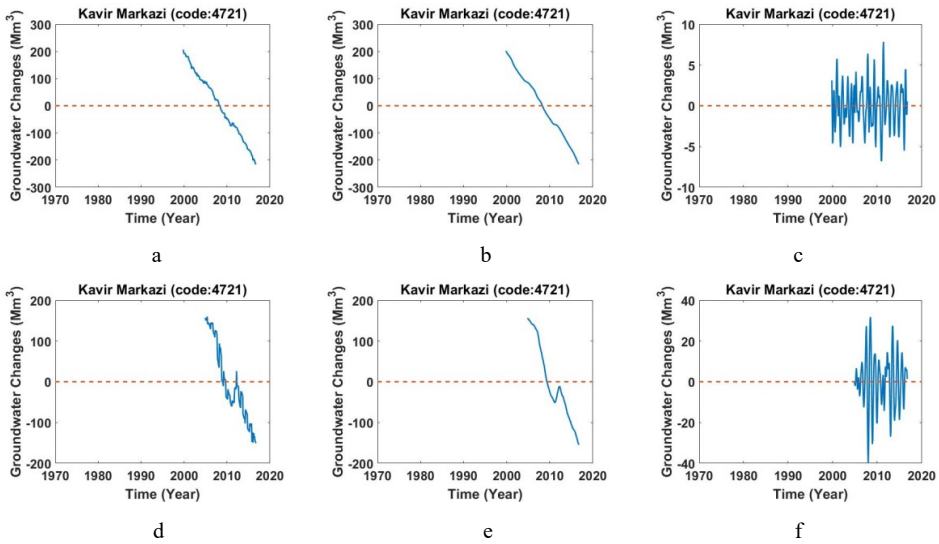 Kavir Markazi (code:4721)
Groundwater Changes (Mm³)
300
200
100
0
-100
-200
-300
1970 1980 1990 2000 2010 2020
Time (Year)
a
Kavir Markazi (code:4721)
Groundwater Changes (Mm³)
300
200
100
0
-100
-200
-300
1970 1980 1990 2000 2010 2020
Time (Year)
b
Kavir Markazi (code:4721)
Groundwater Changes (Mm³)
10
5
0
-5
-10
1970 1980 1990 2000 2010 2020
Time (Year)
c
Kavir Markazi (code:4721)
Groundwater Changes (Mm³)
200
100
0
-100
-200
1970 1980 1990 2000 2010 2020
Time (Year)
d
Kavir Markazi (code:4721)
Groundwater Changes (Mm³)
200
100
0
-100
-200
1970 1980 1990 2000 2010 2020
Time (Year)
e
Kavir Markazi (code:4721)
Groundwater Changes (Mm³)
40
20
0
-20
-40
1970 1980 1990 2000 2010 2020
Time (Year)
f